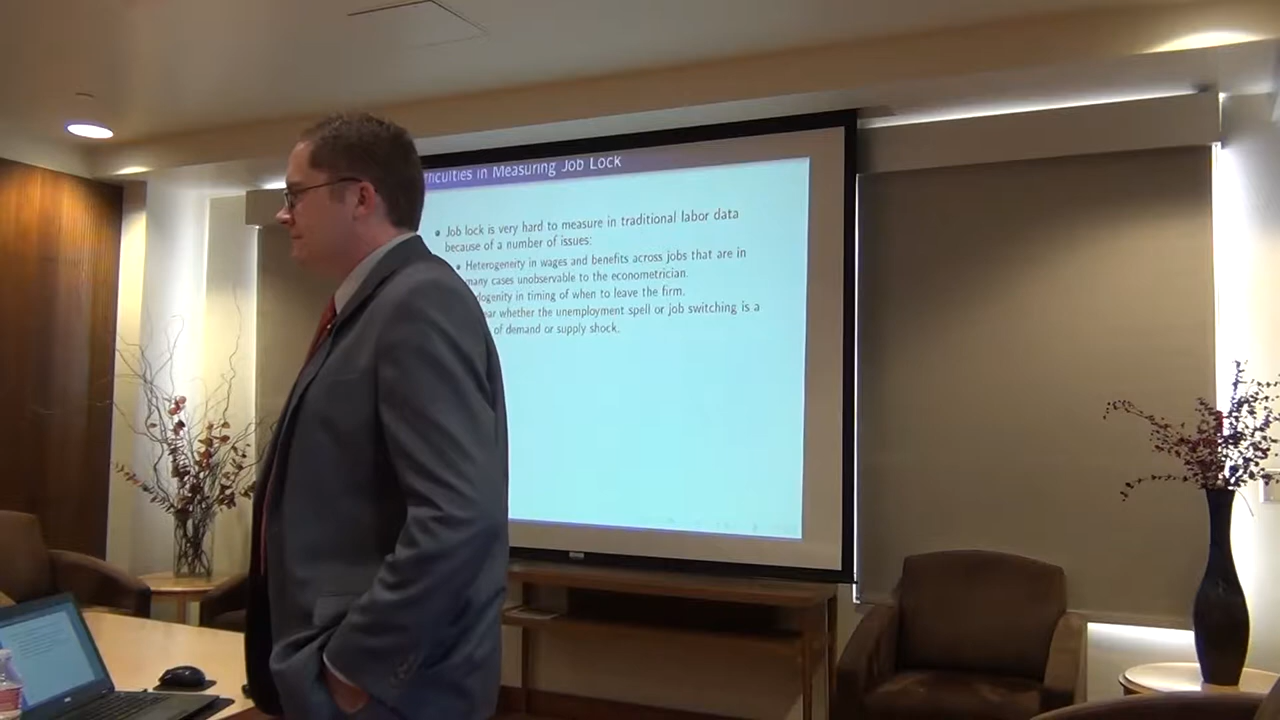 in Measuring Job Lock
Job lock is very hard to measure in traditional labor data
because of a number of issues:
Heterogeneity in wages and benefits across jobs that are in
many cases unobservable to the econometrician.
in timing of when to leave the firm.
whether the unemployment spell or job switching is a
of demand or supply shock.